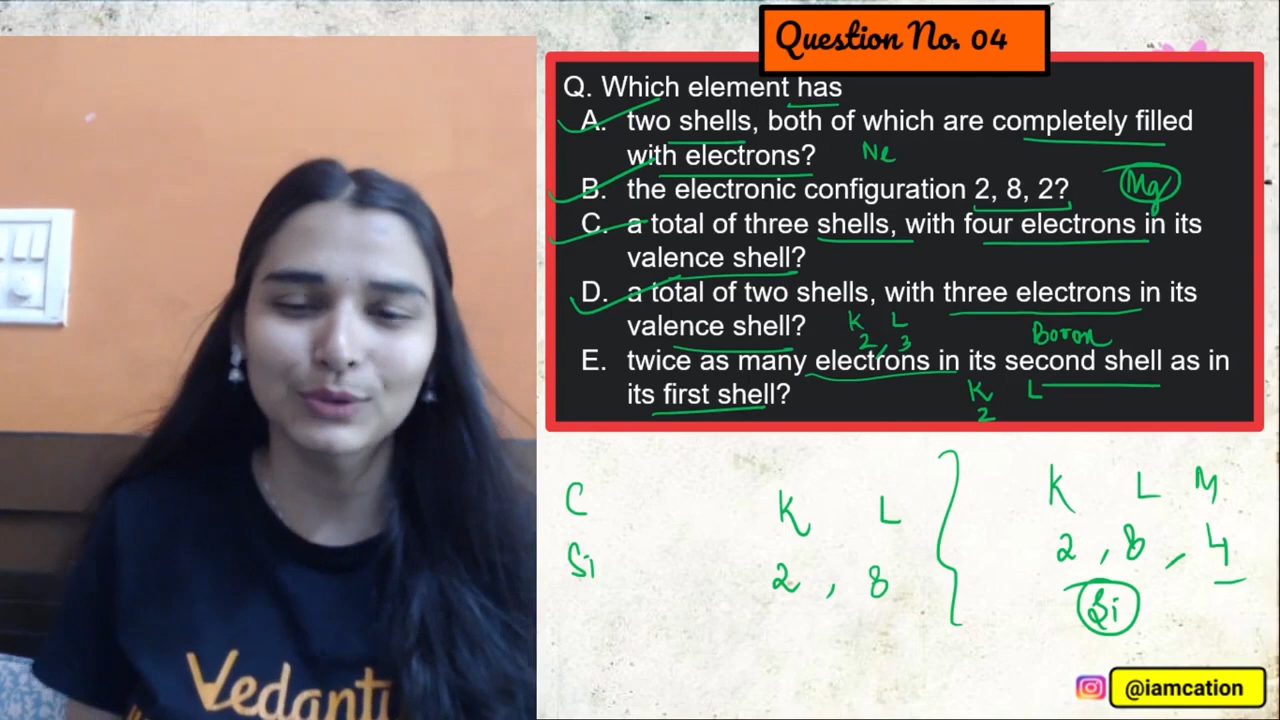 Question No. 04
Q. Which element has
A. two shells, both of which are completely filled
with electrons? Ne
B. the electronic configuration 2, 8, 2? Mg
C. a total of three shells, with four electrons in its
valence shell?
D. a total of two shells, with three electrons in its
valence shell? K L Boron
2, 3
E. twice as many electrons in its second shell as in
its first shell? K L
2
C K L K L M
Si 2, 8 2, 8, 4
Si
Vedant
@iamcation